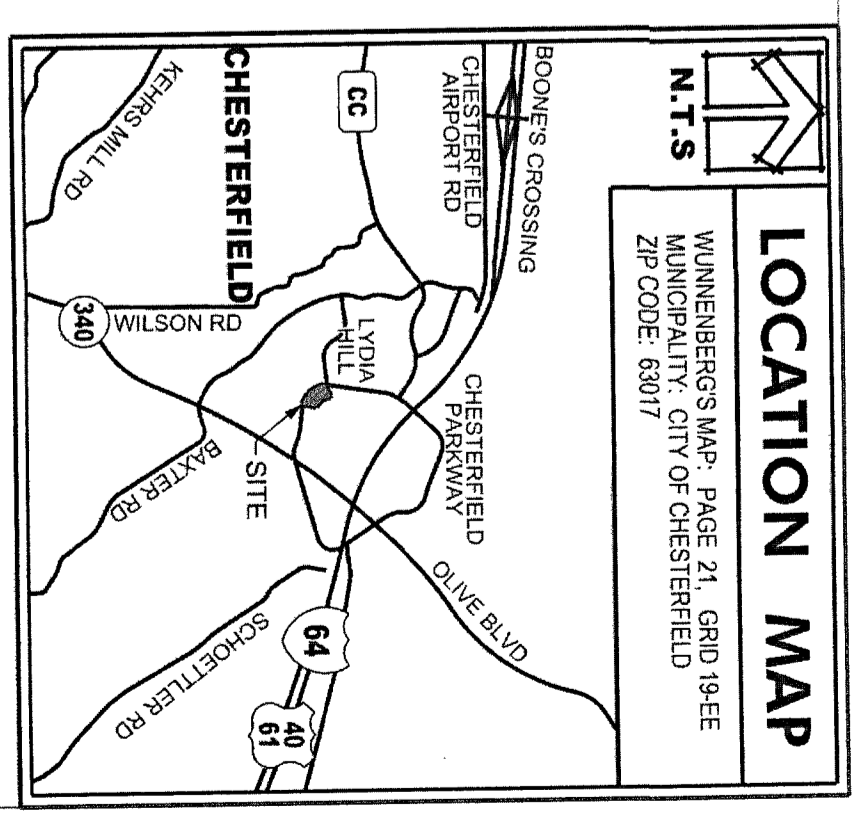 LOCATION MAP
WUNNENBERG'S MAP: PAGE 21, GRID 19-EE
MUNICIPALITY: CITY OF CHESTERFIELD
ZIP CODE: 63017
N.T.S
BOONE'S CROSSING
CHESTERFIELD
AIRPORT RD
CC
CHESTERFIELD
PARKWAY
OLIVE BLVD
LYDIA
HILL
SITE
64
40
61
CHESTERFIELD
WILSON RD
340
KEHRS MILL RD
BAXTER RD
SCHOETTLER RD